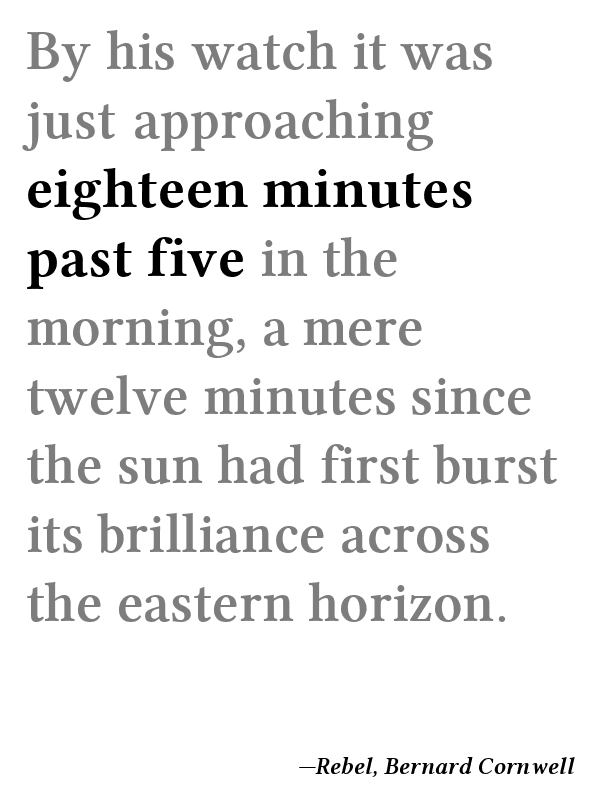 By his watch it was
just approaching
eighteen minutes
past five in the
morning, a mere
twelve minutes since
the sun had first burst
its brilliance across
the eastern horizon.
—Rebel, Bernard Cornwell